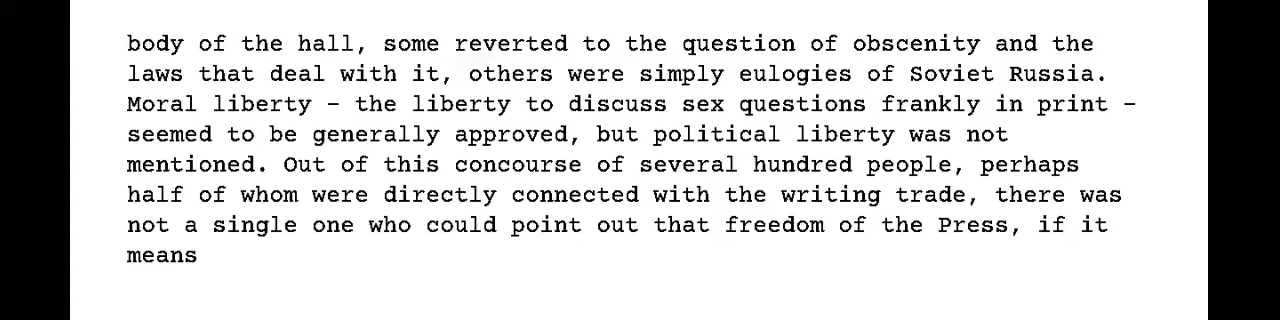 body of the hall, some reverted to the question of obscenity and the
laws that deal with it, others were simply eulogies of Soviet Russia.
Moral liberty – the liberty to discuss sex questions frankly in print –
seemed to be generally approved, but political liberty was not
mentioned. Out of this concourse of several hundred people, perhaps
half of whom were directly connected with the writing trade, there was
not a single one who could point out that freedom of the Press, if it
means